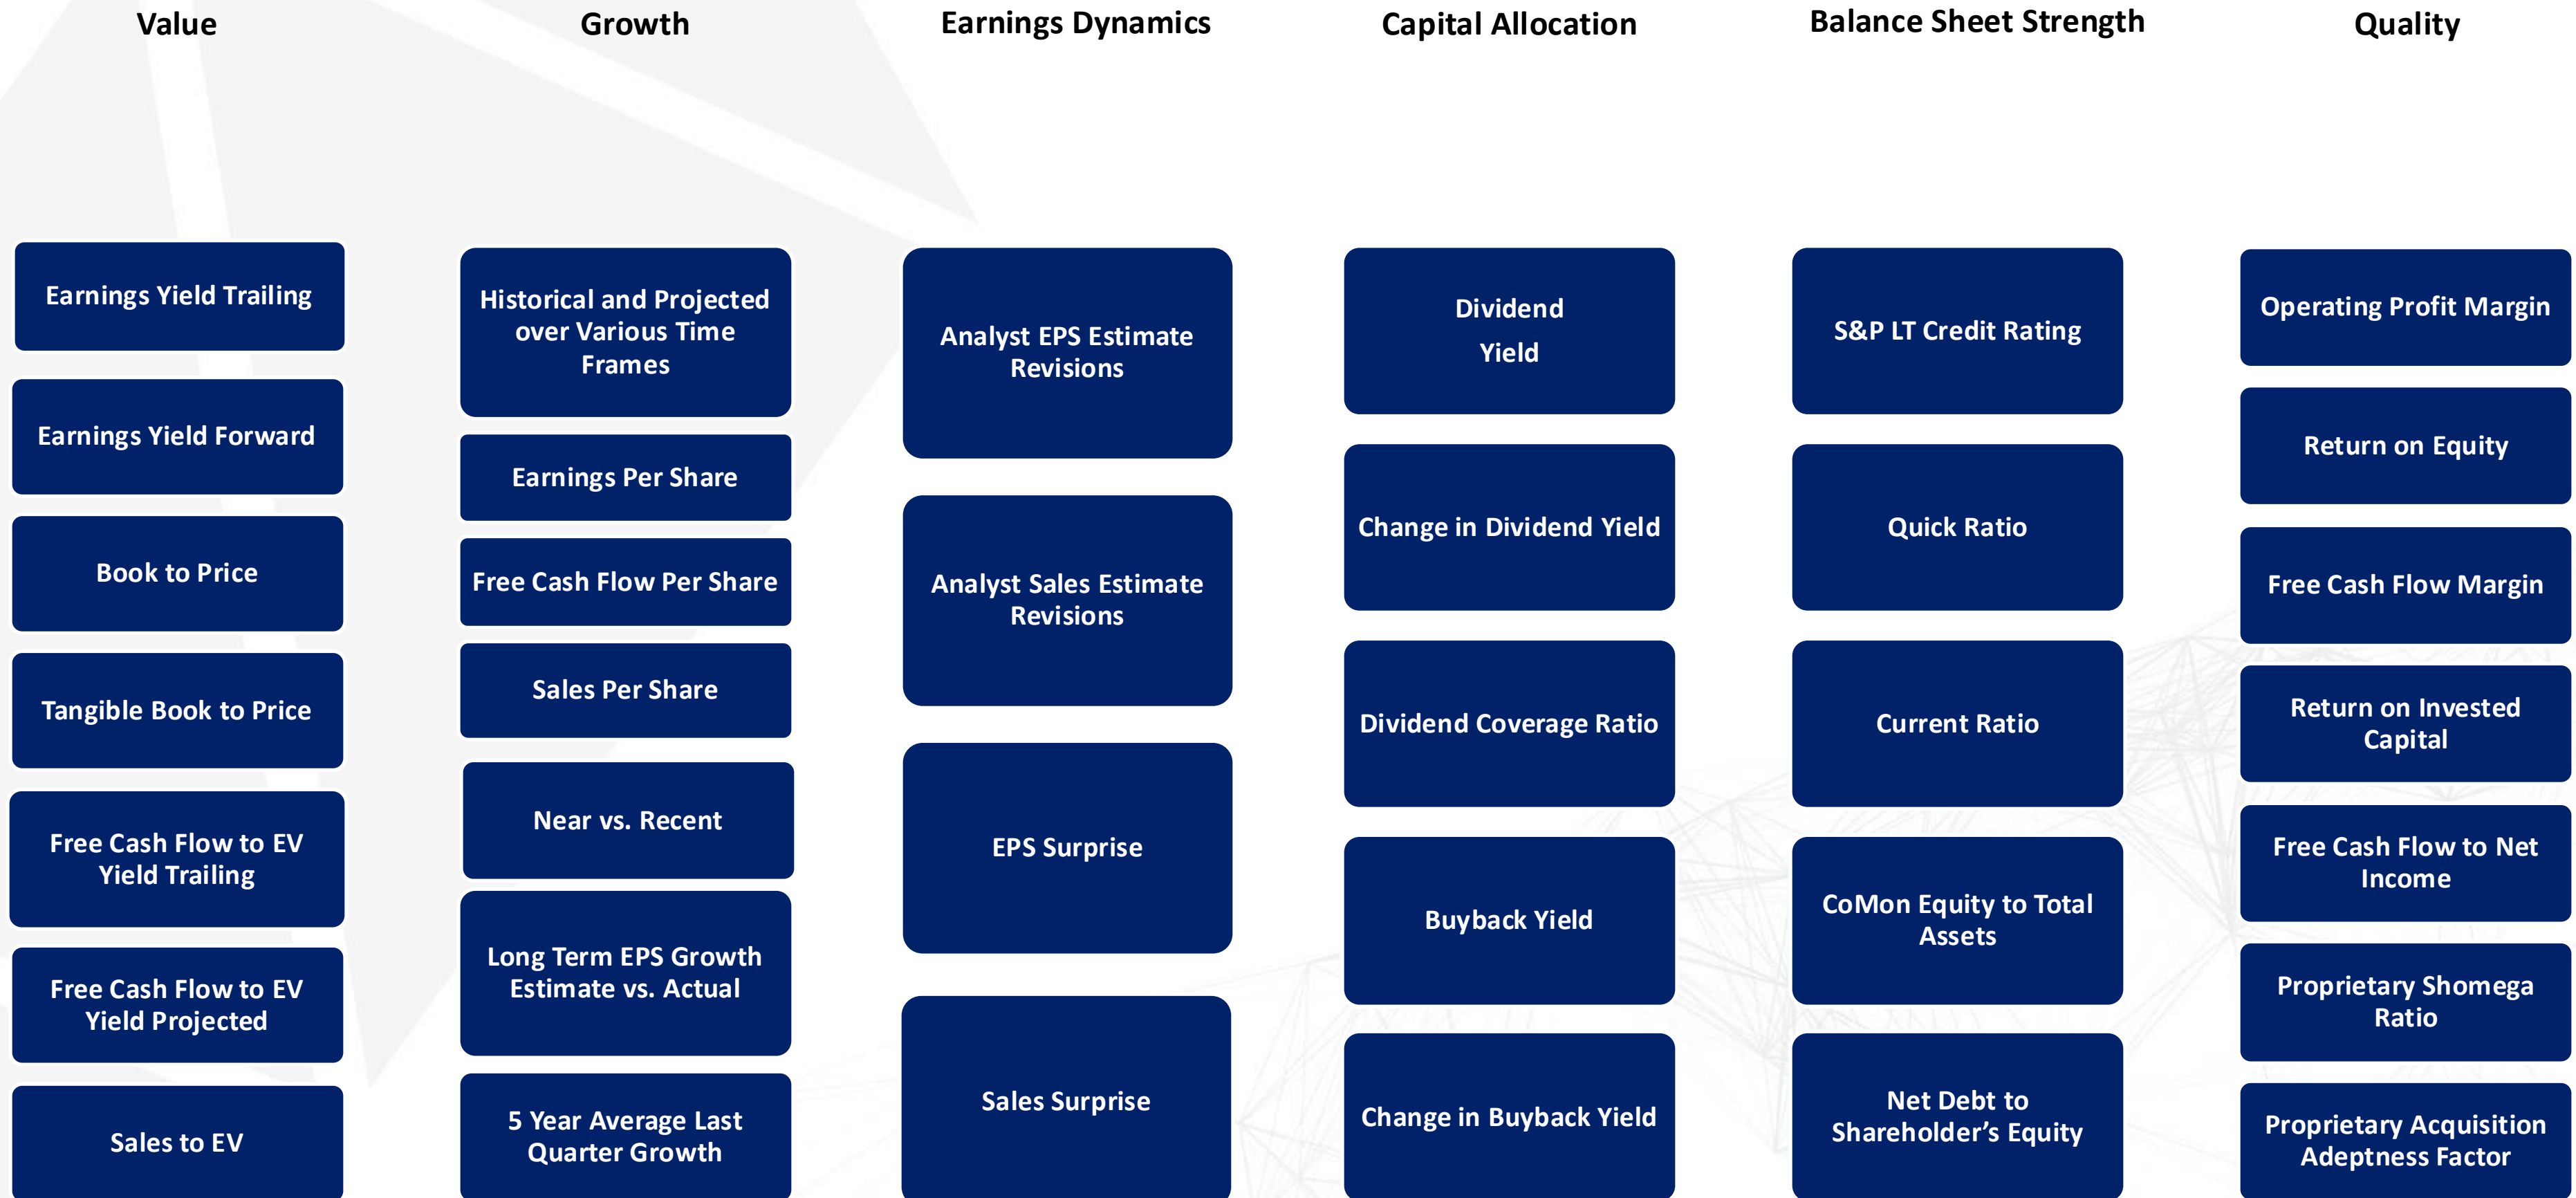 Value
Growth
Earnings Dynamics
Capital Allocation
Balance Sheet Strength
Quality
Earnings Yield Trailing
Earnings Yield Forward
Book to Price
Tangible Book to Price
Free Cash Flow to EV
Yield Trailing
Free Cash Flow to EV
Yield Projected
Sales to EV
Historical and Projected
over Various Time
Frames
Earnings Per Share
Free Cash Flow Per Share
Sales Per Share
Near vs. Recent
Long Term EPS Growth
Estimate vs. Actual
5 Year Average Last
Quarter Growth
Analyst EPS Estimate
Revisions
Analyst Sales Estimate
Revisions
EPS Surprise
Sales Surprise
Dividend
Yield
Change in Dividend Yield
Dividend Coverage Ratio
Buyback Yield
Change in Buyback Yield
S&P LT Credit Rating
Quick Ratio
Current Ratio
CoMon Equity to Total
Assets
Net Debt to
Shareholder’s Equity
Operating Profit Margin
Return on Equity
Free Cash Flow Margin
Return on Invested
Capital
Free Cash Flow to Net
Income
Proprietary Shomega
Ratio
Proprietary Acquisition
Adeptness Factor